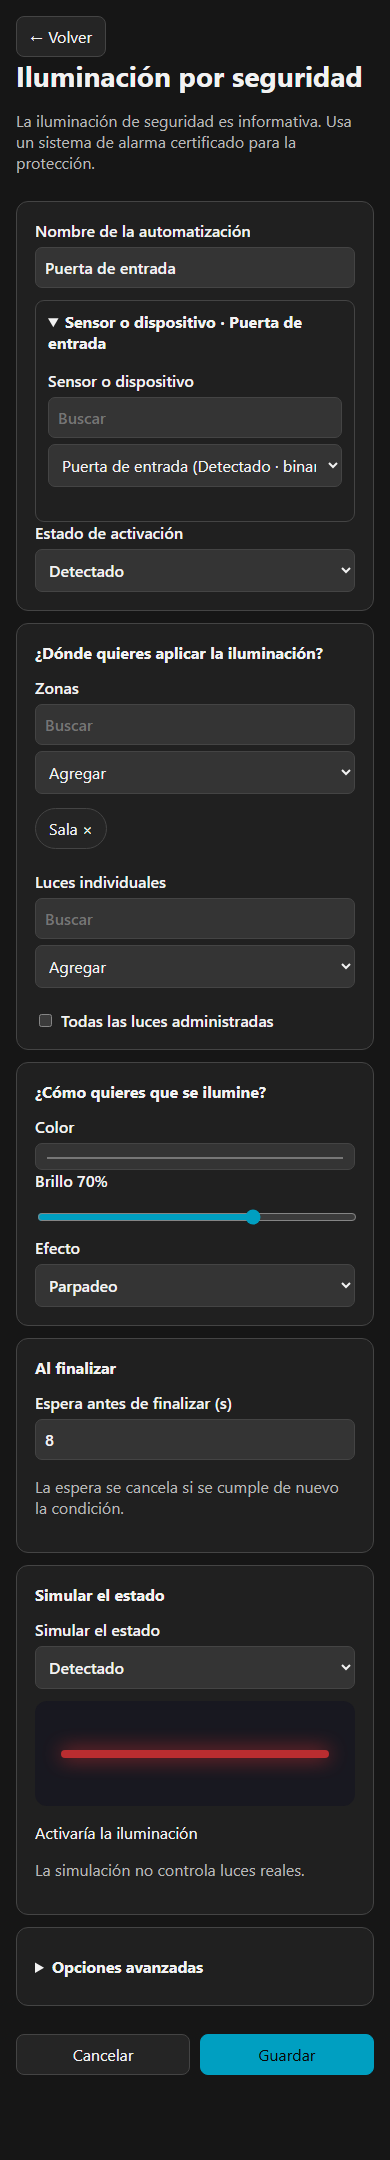 ← Volver
Iluminación por seguridad
La iluminación de seguridad es informativa. Usa
un sistema de alarma certificado para la
protección.
Nombre de la automatización
Puerta de entrada
▼ Sensor o dispositivo · Puerta de
entrada
Sensor o dispositivo
Buscar
Puerta de entrada (Detectado · binar
Estado de activación
Detectado
¿Dónde quieres aplicar la iluminación?
Zonas
Buscar
Agregar
Sala ×
Luces individuales
Buscar
Agregar
Todas las luces administradas
¿Cómo quieres que se ilumine?
Color
Brillo 70%
Efecto
Parpadeo
Al finalizar
Espera antes de finalizar (s)
8
La espera se cancela si se cumple de nuevo
la condición.
Simular el estado
Simular el estado
Detectado
Activaría la iluminación
La simulación no controla luces reales.
▶ Opciones avanzadas
Cancelar
Guardar